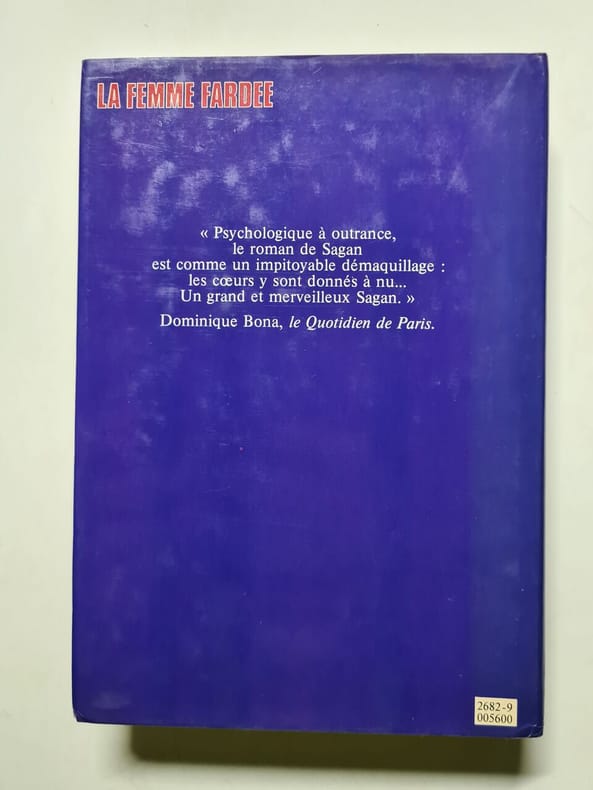 LA FEMME FARDEE
« Psychologique à outrance,
le roman de Sagan
est comme un impitoyable démaquillage :
les cœurs y sont donnés à nu...
Un grand et merveilleux Sagan. »
Dominique Bona, le Quotidien de Paris.
2682-9
005600